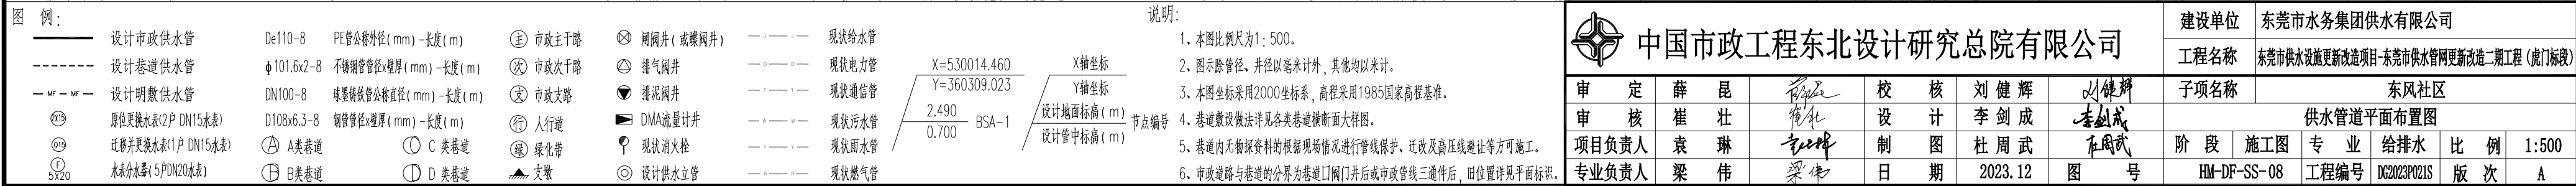 图 例:
设计市政供水管 De110-8 PE管公称外径(mm)-长度(m) 主 市政主干路 闸阀井(或蝶阀井) 现状给水管
设计巷道供水管 ϕ101.6x2-8 不锈钢管管径x壁厚(mm)-长度(m) 次 市政次干路 排气阀井 现状电力管
MF MF 设计明敷供水管 DN100-8 球墨铸铁管公称直径(mm)-长度(m) 支 市政支路 排泥阀井 现状通信管
2x15 原位更换水表(2户 DN15水表) D108x6.3-8 钢管管径x壁厚(mm)-长度(m) 行 人行道 DMA流量计井 现状污水管
Q15 迁移并更换水表(1户 DN15水表) A A类巷道 C C 类巷道 绿 绿化带 现状消火栓 现状雨水管
F 5X20 水表分水器(5户DN20水表) B B类巷道 D D 类巷道 支墩 设计供水立管 现状燃气管
X=530014.460
Y=360309.023
2.490
0.700
BSA-1
X轴坐标
Y轴坐标
设计地面标高(m)
设计管中标高(m)
节点编号
说明:
1、本图比例尺为1:500。
2、图示除管径、井径以毫米计外,其他均以米计。
3、本图坐标采用2000坐标系,高程采用1985国家高程基准。
4、巷道敷设做法详见各类巷道横断面大样图。
5、巷道内无物探资料的根据现场情况进行管线保护、迁改及高压线避让等方可施工。
6、市政道路与巷道的分界为巷道口阀门井后或市政管线三通件后,旧位置详见平面标识。
中国市政工程东北设计研究总院有限公司
建设单位 东莞市水务集团供水有限公司
工程名称 东莞市供水设施更新改造项目-东莞市供水管网更新改造二期工程(虎门标段)
审 定 薛 昆 校 核 刘健辉 刘健辉 子项名称 东风社区
审 核 崔 壮 崔壮 设 计 李剑成 李剑成 供水管道平面布置图
项目负责人 袁 琳 制 图 杜周武 杜周武 阶 段 施工图 专 业 给排水 比 例 1:500
专业负责人 梁 伟 梁伟 日 期 2023.12 图 号 HM-DF-SS-08 工程编号 DG2023P021S 版 次 A